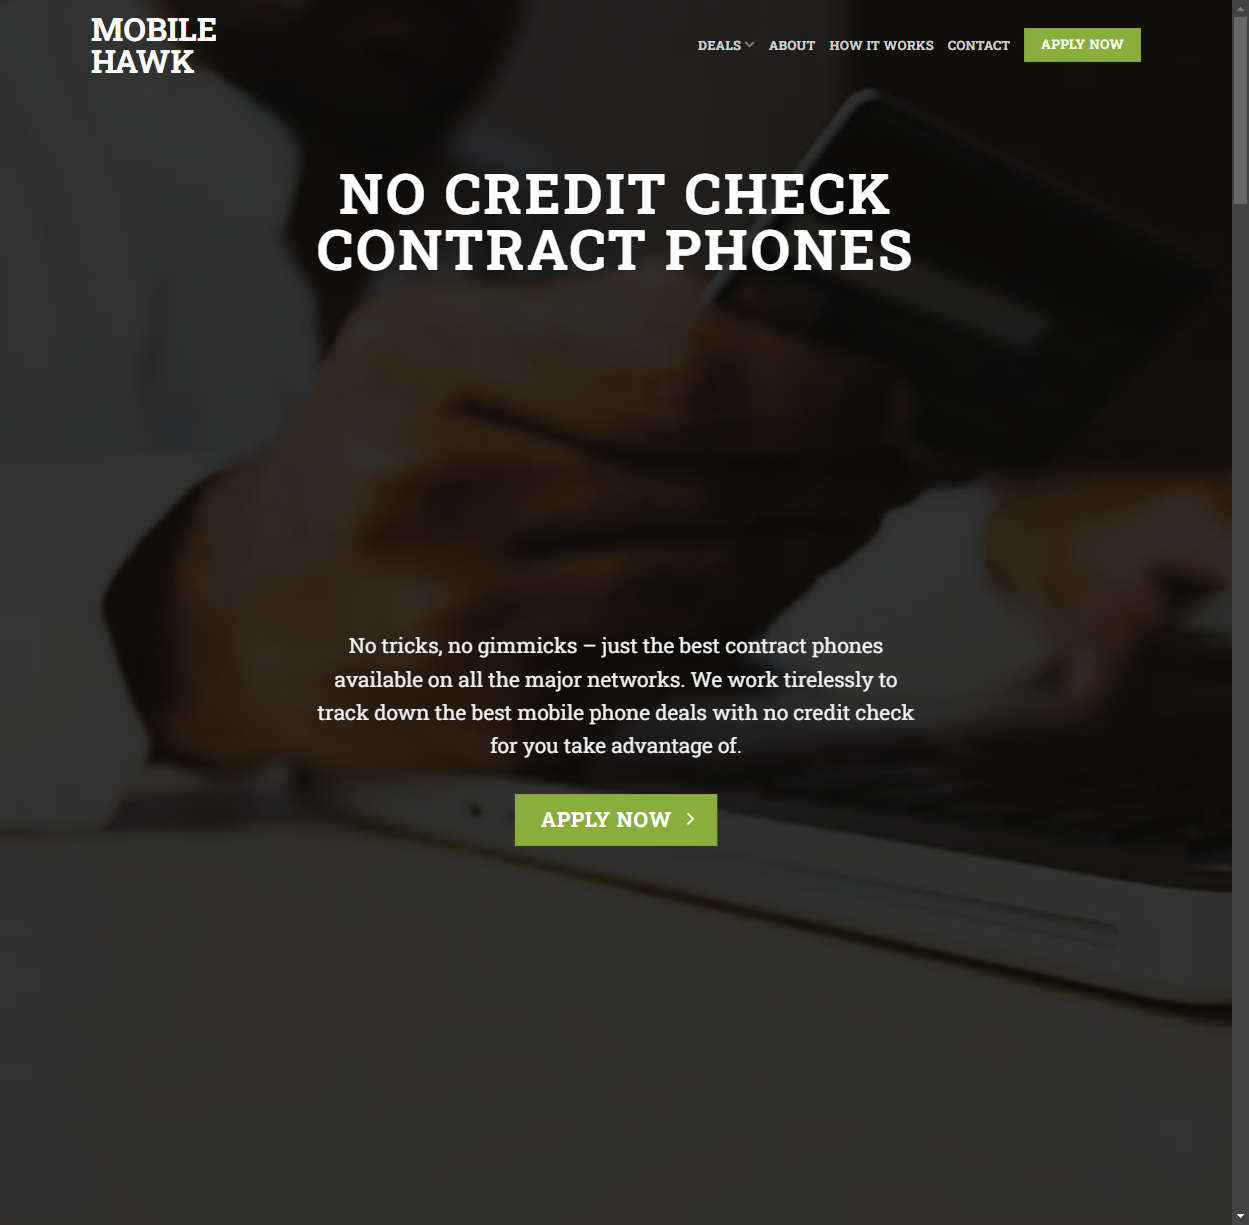 MOBILE
HAWK
DEALS ABOUT HOW IT WORKS CONTACT APPLY NOW
NO CREDIT CHECK
CONTRACT PHONES
No tricks, no gimmicks – just the best contract phones
available on all the major networks. We work tirelessly to
track down the best mobile phone deals with no credit check
for you take advantage of.
APPLY NOW